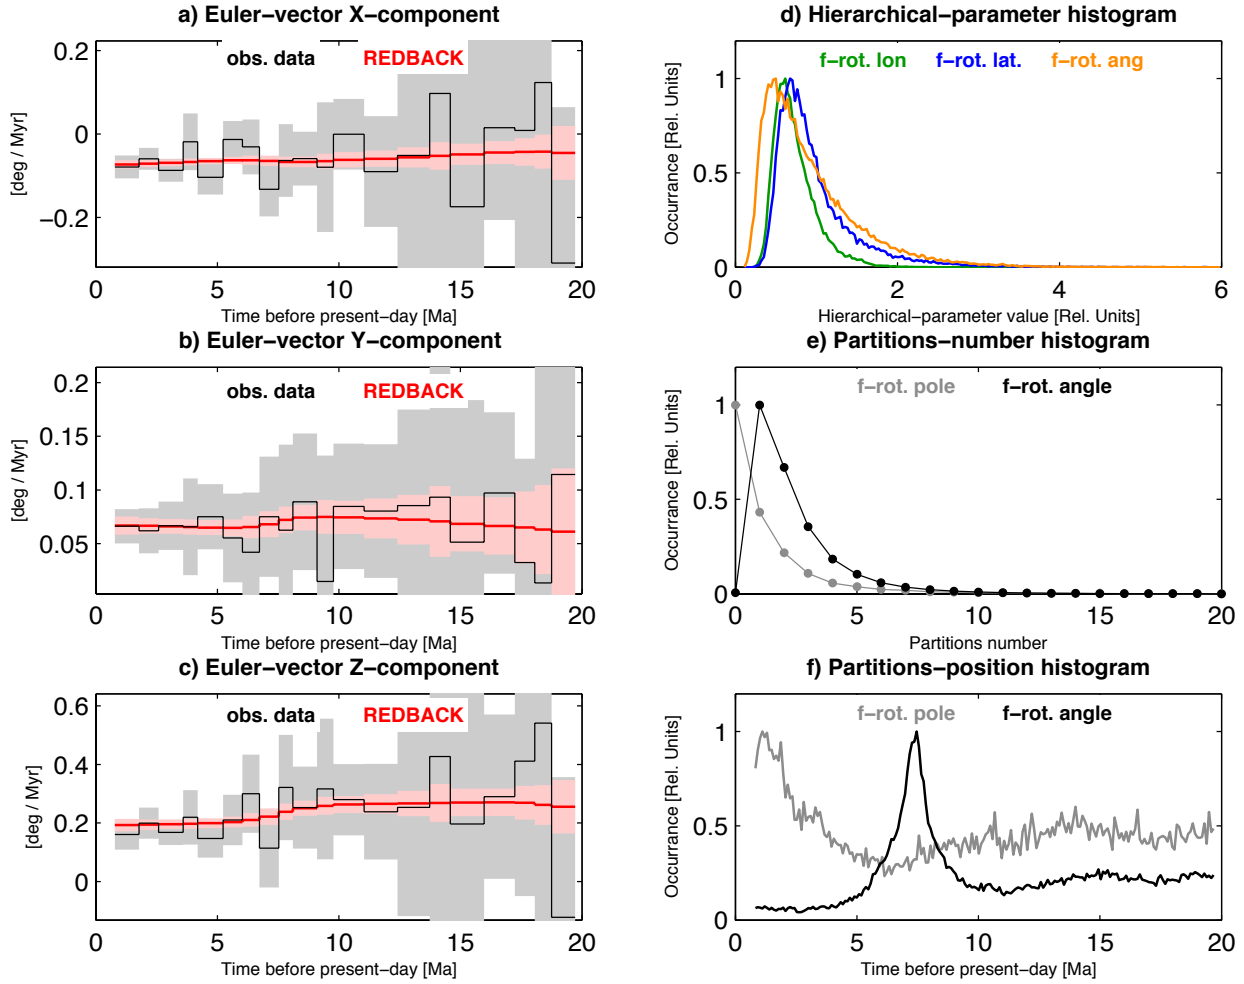 a) Euler−vector X−component
obs. data REDBACK
0.2
0
−0.2
[deg / Myr]
0 5 10 15 20
Time before present−day [Ma]
b) Euler−vector Y−component
obs. data REDBACK
0.2
0.15
0.1
0.05
[deg / Myr]
0 5 10 15 20
Time before present−day [Ma]
c) Euler−vector Z−component
obs. data REDBACK
0.6
0.4
0.2
0
[deg / Myr]
0 5 10 15 20
Time before present−day [Ma]
d) Hierarchical−parameter histogram
f−rot. lon f−rot. lat. f−rot. ang
1
0.5
0
Occurrance [Rel. Units]
0 2 4 6
Hierarchical−parameter value [Rel. Units]
e) Partitions−number histogram
f−rot. pole f−rot. angle
1
0.5
0
Occurrance [Rel. Units]
0 5 10 15 20
Partitions number
f) Partitions−position histogram
f−rot. pole f−rot. angle
1
0.5
0
Occurrance [Rel. Units]
0 5 10 15 20
Time before present−day [Ma]